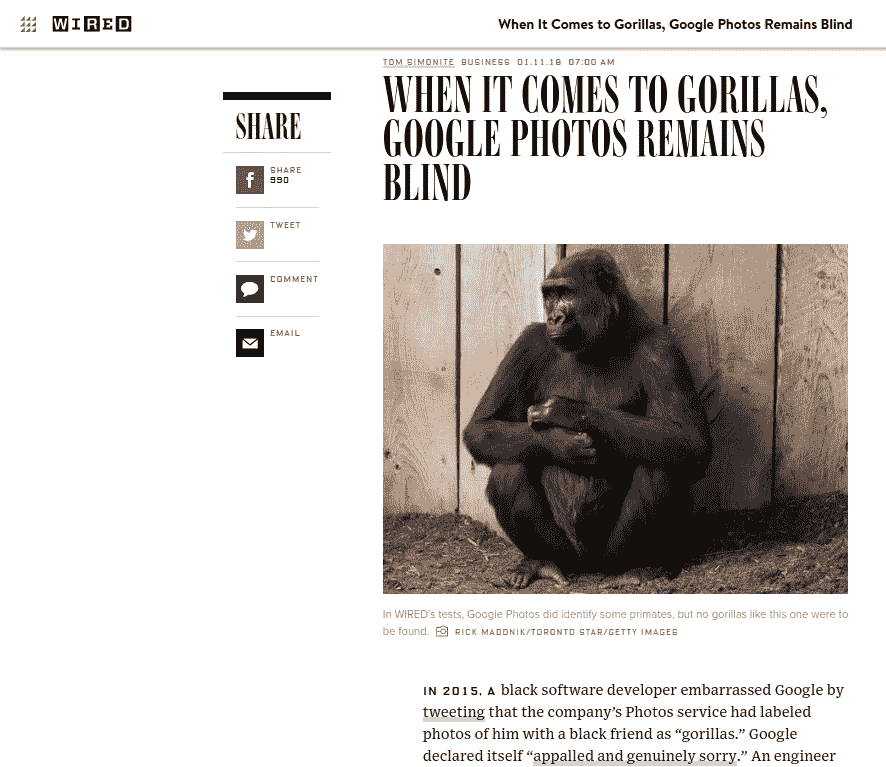 WIRED
When It Comes to Gorillas, Google Photos Remains Blind
TOM SIMONITE BUSINESS 01.11.18 07:00 AM
WHEN IT COMES TO GORILLAS,
GOOGLE PHOTOS REMAINS
BLIND
SHARE
SHARE
990
TWEET
COMMENT
EMAIL
In WIRED's tests, Google Photos did identify some primates, but no gorillas like this one were to
be found. RICK MADONIK/TORONTO STAR/GETTY IMAGES
IN 2015, A black software developer embarrassed Google by
tweeting that the company's Photos service had labeled
photos of him with a black friend as “gorillas.” Google
declared itself “appalled and genuinely sorry.” An engineer